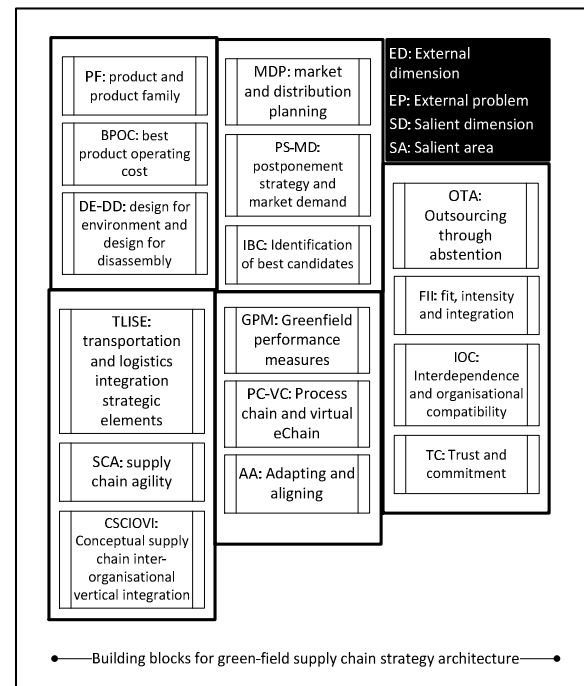 PF: product and
product family
BPOC: best
product operating
cost
DE-DD: design for
environment and
design for
disassembly
MDP: market
and distribution
planning
PS-MD:
postponement
strategy and
market demand
IBC: Identification
of best candidates
ED: External
dimension
EP: External problem
SD: Salient dimension
SA: Salient area
OTA:
Outsourcing
through
abstention
FII: fit, intensity
and integration
IOC:
Interdependence
and organisational
compatibility
TC: Trust and
commitment
TLISE:
transportation
and logistics
integration
strategic
elements
SCA: supply
chain agility
CSCIOVI:
Conceptual supply
chain inter-
organisational
vertical integration
GPM: Greenfield
performance
measures
PC-VC: Process
chain and virtual
eChain
AA: Adapting and
aligning
Building blocks for green-field supply chain strategy architecture